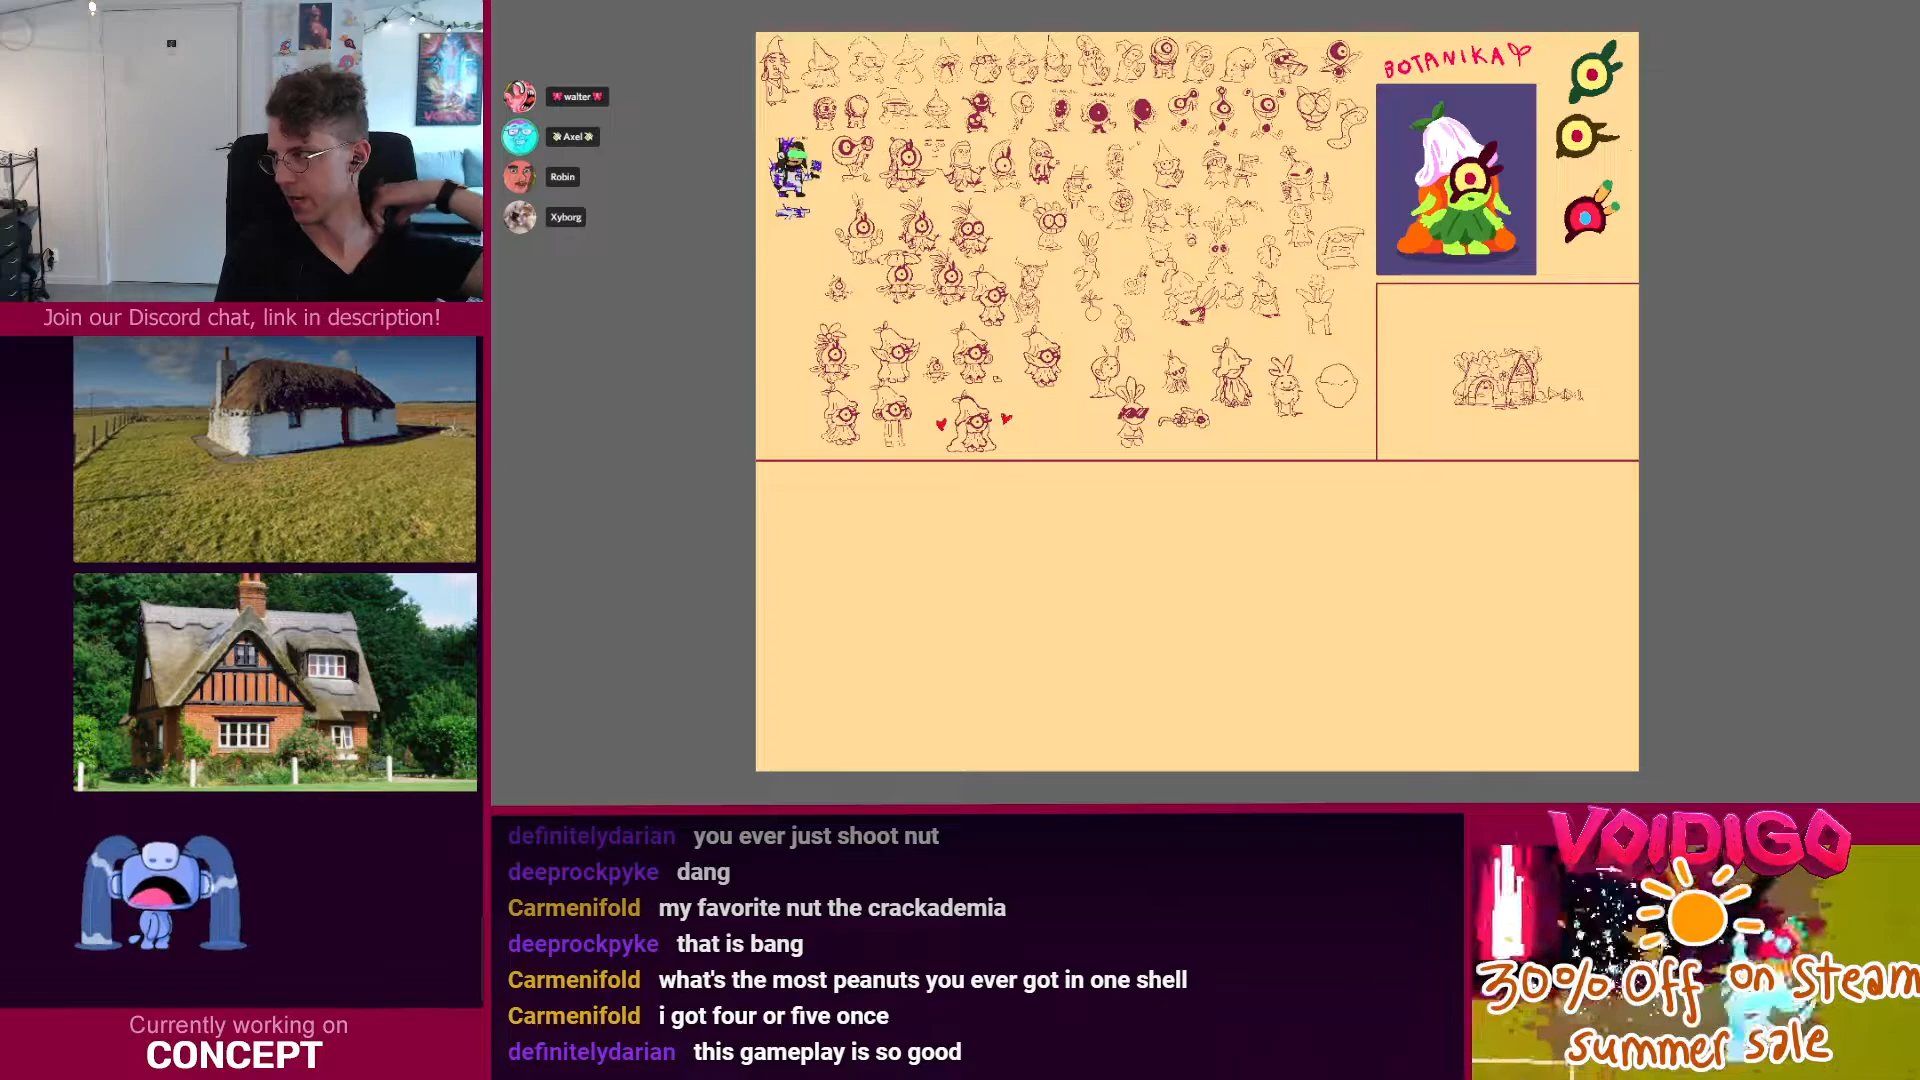 walter
Axel
Robin
Xyborg
Join our Discord chat, link in description!
BOTANIKA
VOIDIGO
definitelydarian you ever just shoot nut
deeprockpyke dang
Carmenifold my favorite nut the crackademia
deeprockpyke that is bang
Carmenifold what's the most peanuts you ever got in one shell
Carmenifold i got four or five once
definitelydarian this gameplay is so good
Currently working on
CONCEPT
VOIDIGO
30% Off on Steam
summer sale